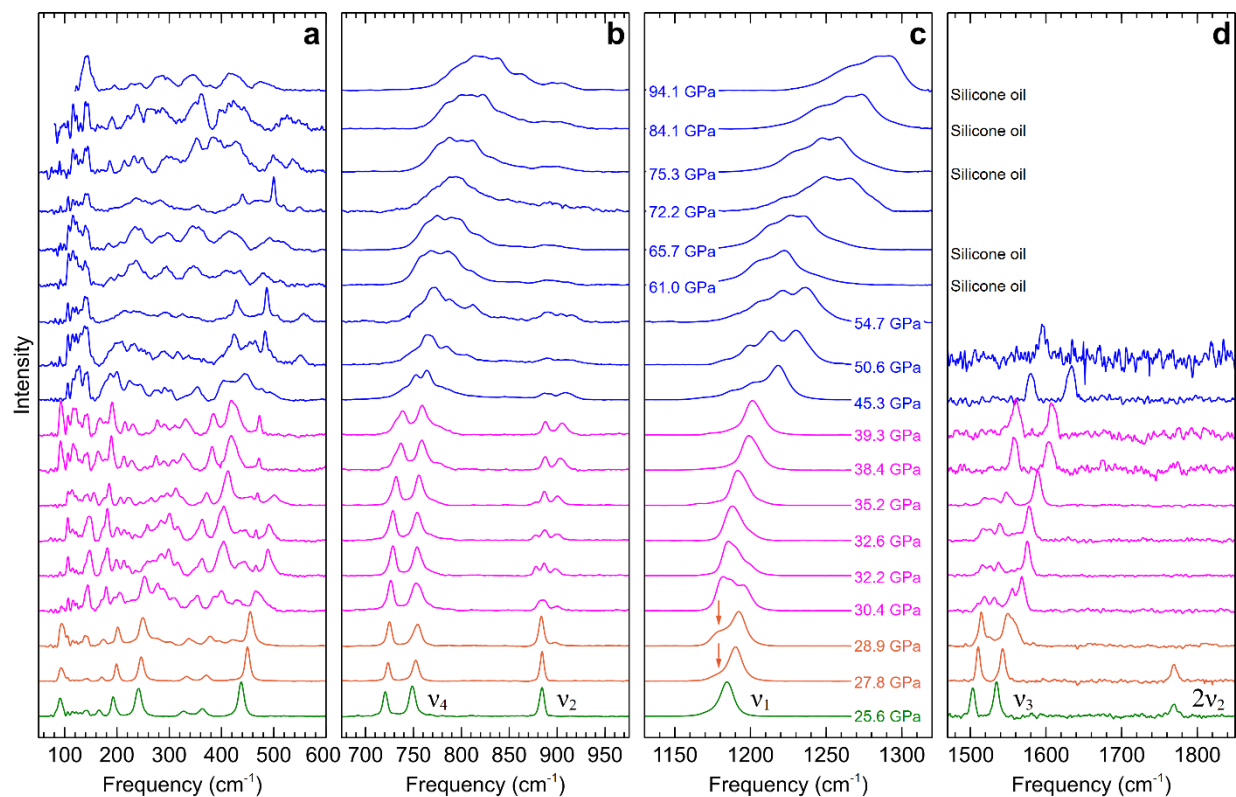 a
b
c
d
94.1 GPa
Silicone oil
84.1 GPa
Silicone oil
75.3 GPa
Silicone oil
72.2 GPa
65.7 GPa
Silicone oil
61.0 GPa
Silicone oil
54.7 GPa
50.6 GPa
45.3 GPa
39.3 GPa
38.4 GPa
35.2 GPa
32.6 GPa
32.2 GPa
30.4 GPa
28.9 GPa
27.8 GPa
25.6 GPa
ν₄
ν₂
ν₁
ν₃
2ν₂
Intensity
100 200 300 400 500 600
700 750 800 850 900 950
1150 1200 1250 1300
1500 1600 1700 1800
Frequency (cm⁻¹)
Frequency (cm⁻¹)
Frequency (cm⁻¹)
Frequency (cm⁻¹)